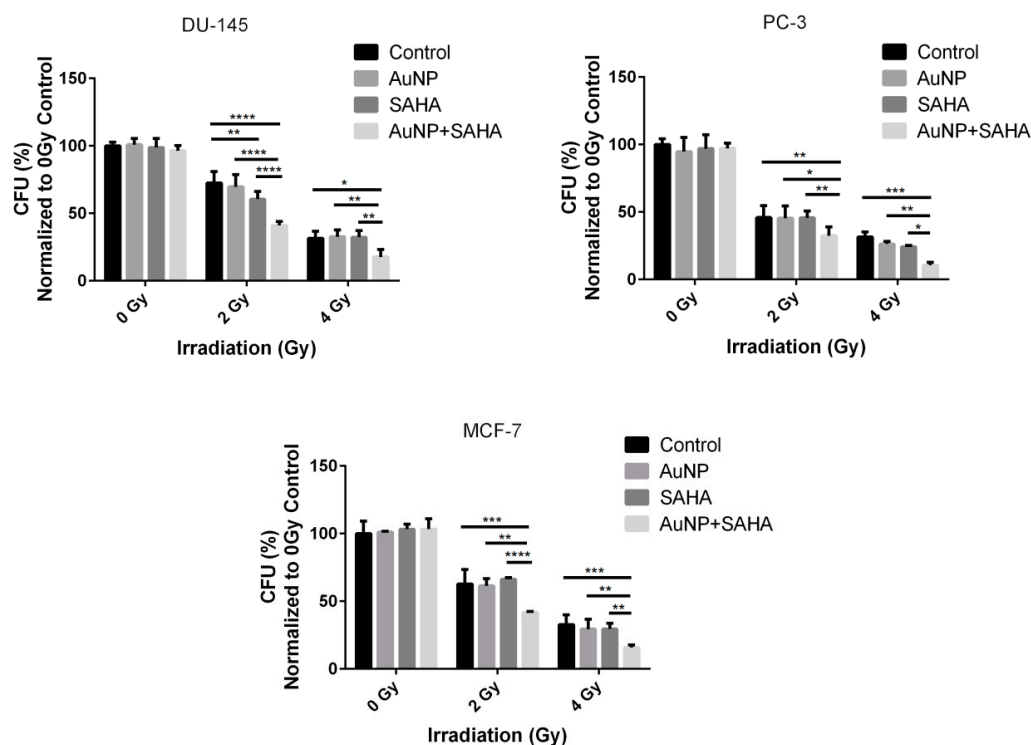 DU-145
Control
AuNP
SAHA
AuNP+SAHA
CFU (%)
Normalized to 0Gy Control
150
100
50
0
****
**
****
****
*
**
**
0 Gy
2 Gy
4 Gy
Irradiation (Gy)
PC-3
Control
AuNP
SAHA
AuNP+SAHA
CFU (%)
Normalized to 0Gy Control
150
100
50
0
**
*
**
***
**
*
0 Gy
2 Gy
4 Gy
Irradiation (Gy)
MCF-7
Control
AuNP
SAHA
AuNP+SAHA
CFU (%)
Normalized to 0Gy Control
150
100
50
0
***
**
****
***
**
**
0 Gy
2 Gy
4 Gy
Irradiation (Gy)